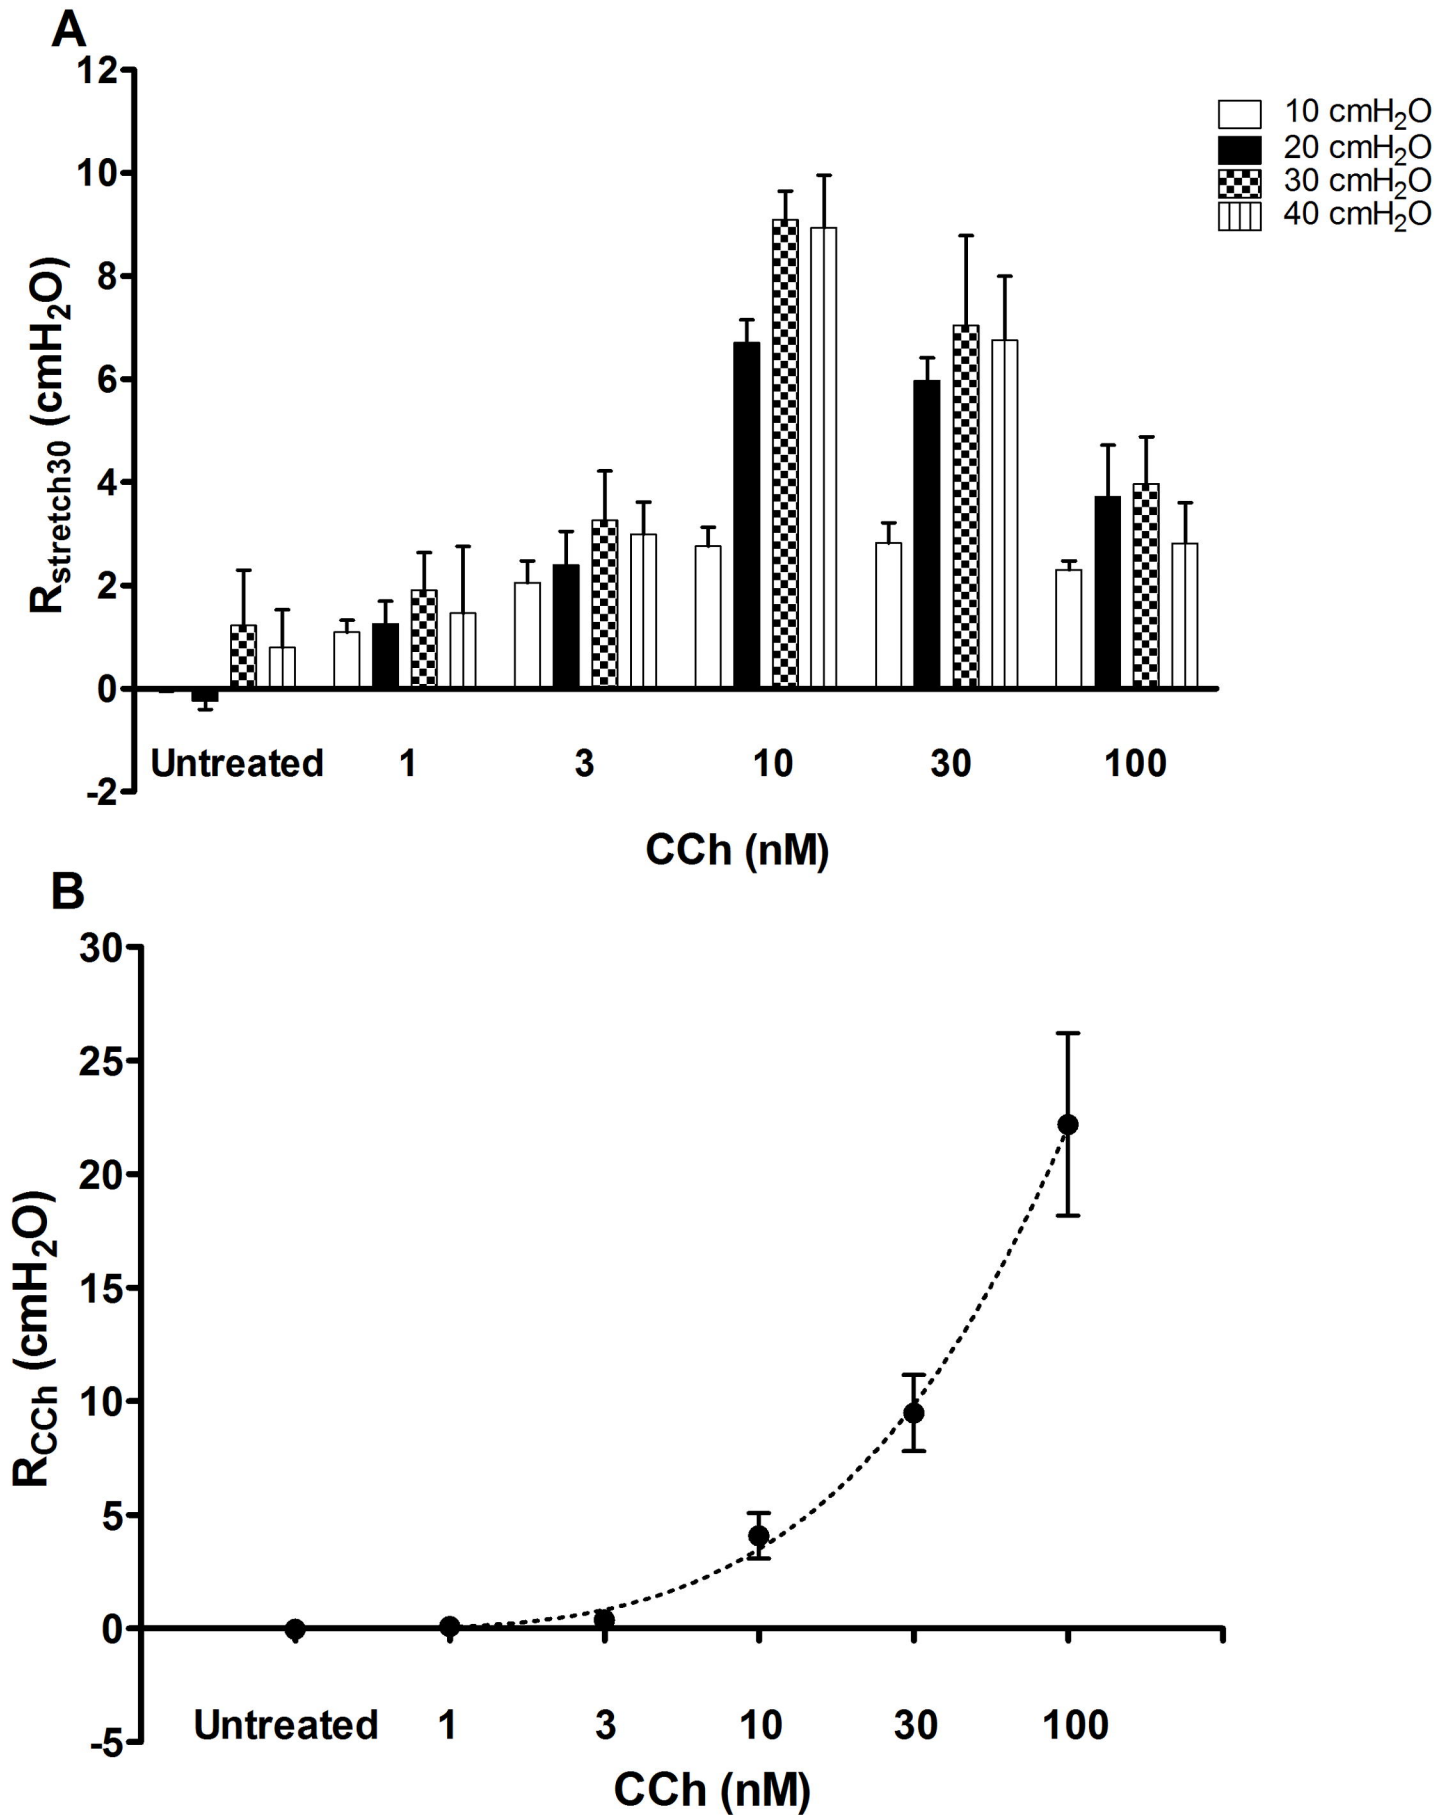 A
12
10
8
6
4
2
0
-2
R_stretch30 (cmH₂O)
10 cmH₂O
20 cmH₂O
30 cmH₂O
40 cmH₂O
Untreated 1 3 10 30 100
CCh (nM)
B
30
25
20
15
10
5
0
-5
R_CCh (cmH₂O)
Untreated 1 3 10 30 100
CCh (nM)